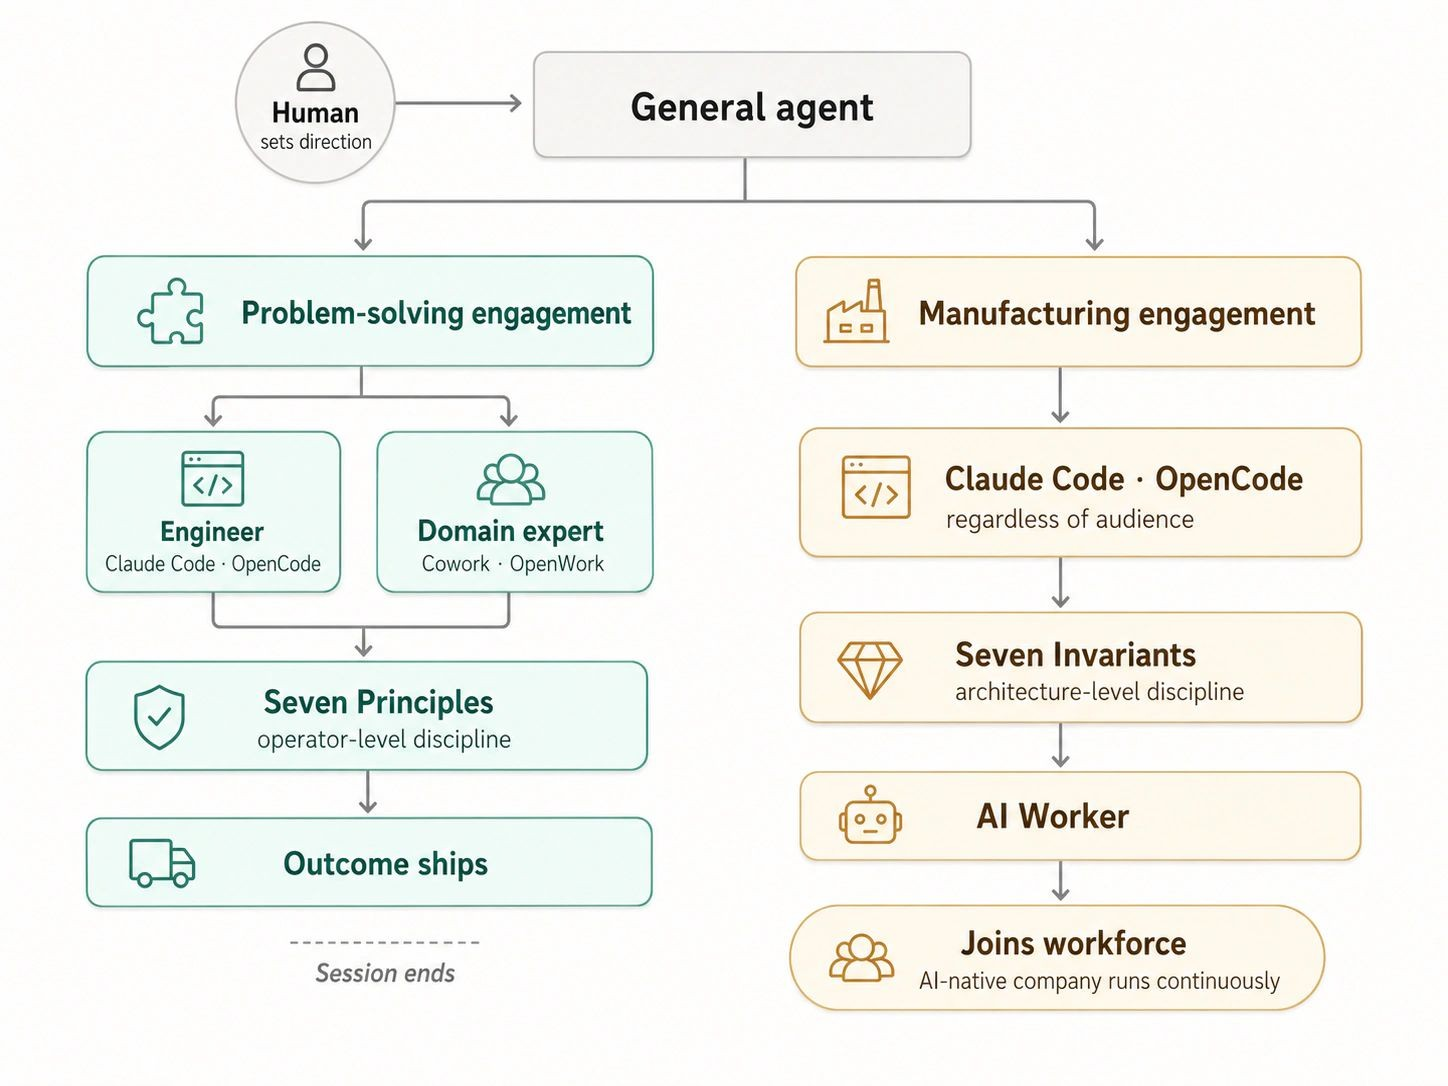 Human
sets direction
General agent
Problem-solving engagement
Manufacturing engagement
Engineer
Claude Code · OpenCode
Domain expert
Cowork · OpenWork
Claude Code · OpenCode
regardless of audience
Seven Principles
operator-level discipline
Seven Invariants
architecture-level discipline
Outcome ships
AI Worker
Session ends
Joins workforce
AI-native company runs continuously